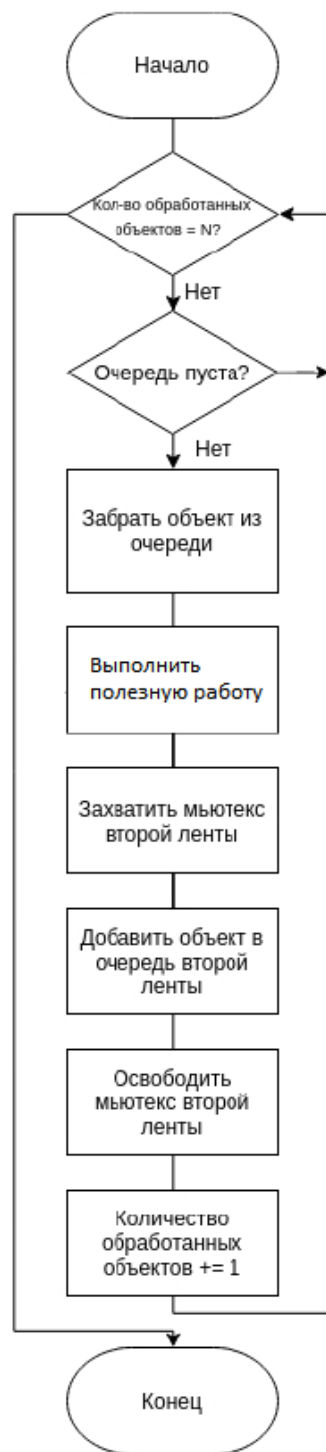 Начало
Кол-во обработанных
объектов = N?
Нет
Очередь пуста?
Нет
Забрать объект из
очереди
Выполнить
полезную работу
Захватить мьютекс
второй ленты
Добавить объект в
очередь второй
ленты
Освободить
мьютекс второй
ленты
Количество
обработанных
объектов += 1
Конец